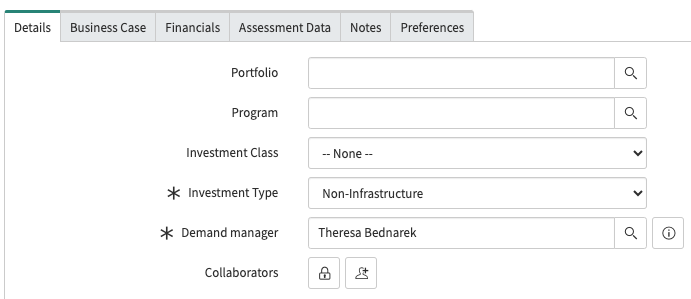 Details Business Case Financials Assessment Data Notes Preferences
Portfolio
Program
Investment Class -- None --
Investment Type Non-Infrastructure
Demand manager Theresa Bednarek
Collaborators